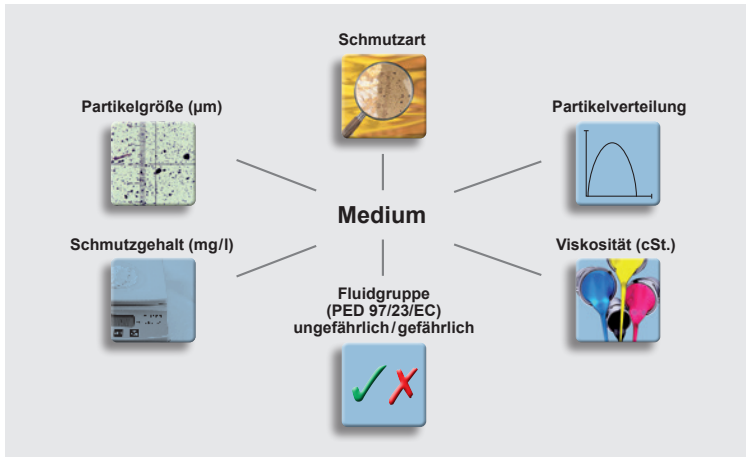 Schmutzart
Partikelgröße (µm)
Partikelverteilung
Medium
Schmutzgehalt (mg/l)
Viskosität (cSt.)
Fluidgruppe
(PED 97/23/EC)
ungefährlich/gefährlich